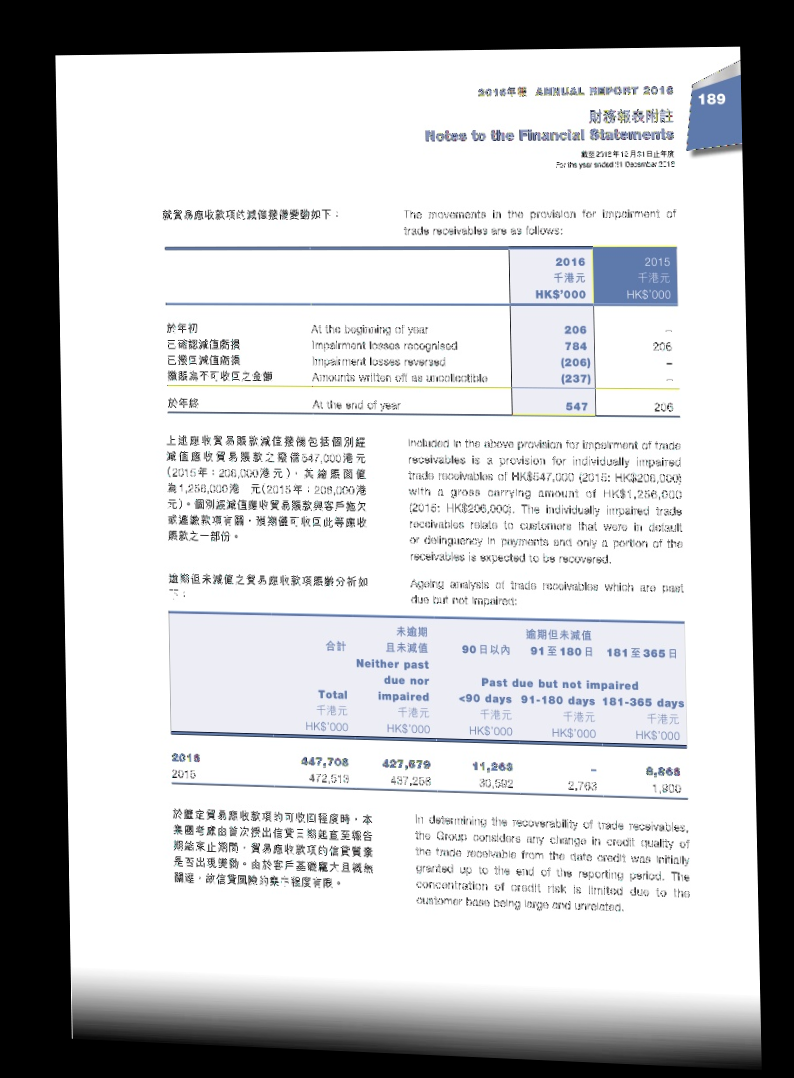 2016年報 ANNUAL REPORT 2016
189
財務報表附註
Notes to the Financial Statements
截至2016年12月31日止年度
For the year ended 31 December 2016
就貿易應收款項的減值撥備變動如下：
The movements in the provision for impairment of
trade receivables are as follows:
2016 2015
千港元 千港元
HK$'000 HK$'000
於年初 At the beginning of year 206 –
已確認減值虧損 Impairment losses recognised 784 206
已撥回減值虧損 Impairment losses reversed (206) –
撇賬為不可收回之金額 Amounts written off as uncollectible (237) –
於年終 At the end of year 547 206
上述應收貿易賬款減值撥備包括個別經
減值應收貿易賬款之撥備547,000港元
(2015年：206,000港元)，其總賬面值
為1,256,000港 元(2015年：206,000港
元)。個別經減值應收貿易賬款與客戶拖欠
或逾繳款項有關，預期僅可收回此等應收
賬款之一部份。
Included in the above provision for impairment of trade
receivables is a provision for individually impaired
trade receivables of HK$547,000 (2015: HK$206,000)
with a gross carrying amount of HK$1,256,000
(2015: HK$206,000). The individually impaired trade
receivables relate to customers that were in default
or delinquency in payments and only a portion of the
receivables is expected to be recovered.
逾期但未減值之貿易應收款項賬齡分析如
下：
Ageing analysis of trade receivables which are past
due but not impaired:
未逾期 逾期但未減值
合計 且未減值 90日以內 91至180日 181至365日
Neither past
due nor Past due but not impaired
Total impaired <90 days 91-180 days 181-365 days
千港元 千港元 千港元 千港元 千港元
HK$'000 HK$'000 HK$'000 HK$'000 HK$'000
2016 447,708 427,579 11,263 – 8,866
2015 472,513 437,258 30,592 2,763 1,900
於釐定貿易應收款項的可收回程度時，本
集團考慮由首次授出信貸日期起直至報告
期結束止期間，貿易應收款項的信貸質素
是否出現變動。由於客戶基礎龐大且概無
關連，故信貸風險的集中程度有限。
In determining the recoverability of trade receivables,
the Group considers any change in credit quality of
the trade receivable from the date credit was initially
granted up to the end of the reporting period. The
concentration of credit risk is limited due to the
customer base being large and unrelated.